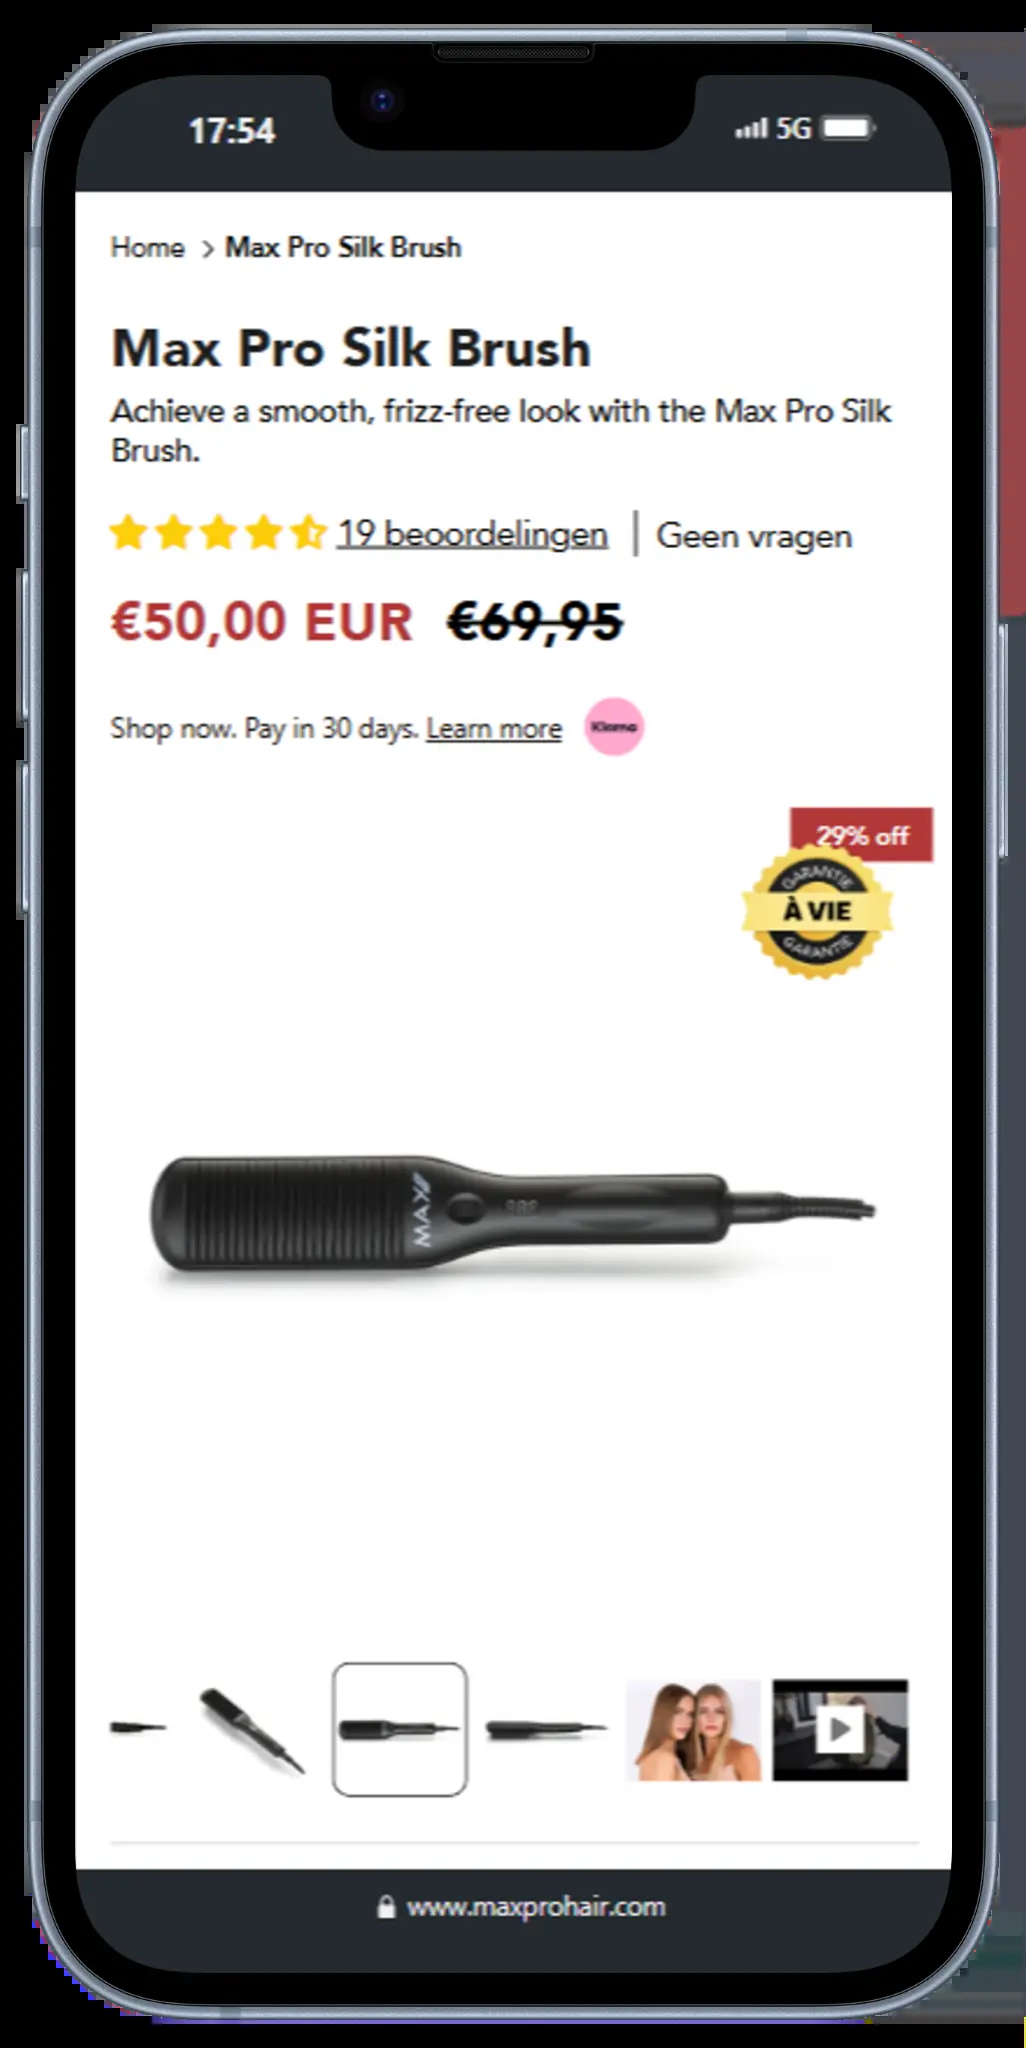 17:54
5G
Home > Max Pro Silk Brush
Max Pro Silk Brush
Achieve a smooth, frizz-free look with the Max Pro Silk
Brush.
19 beoordelingen | Geen vragen
€50,00 EUR €69,95
Shop now. Pay in 30 days. Learn more
Klarna
29% off
GARANTIE
À VIE
GARANTIE
MAX
www.maxprohair.com